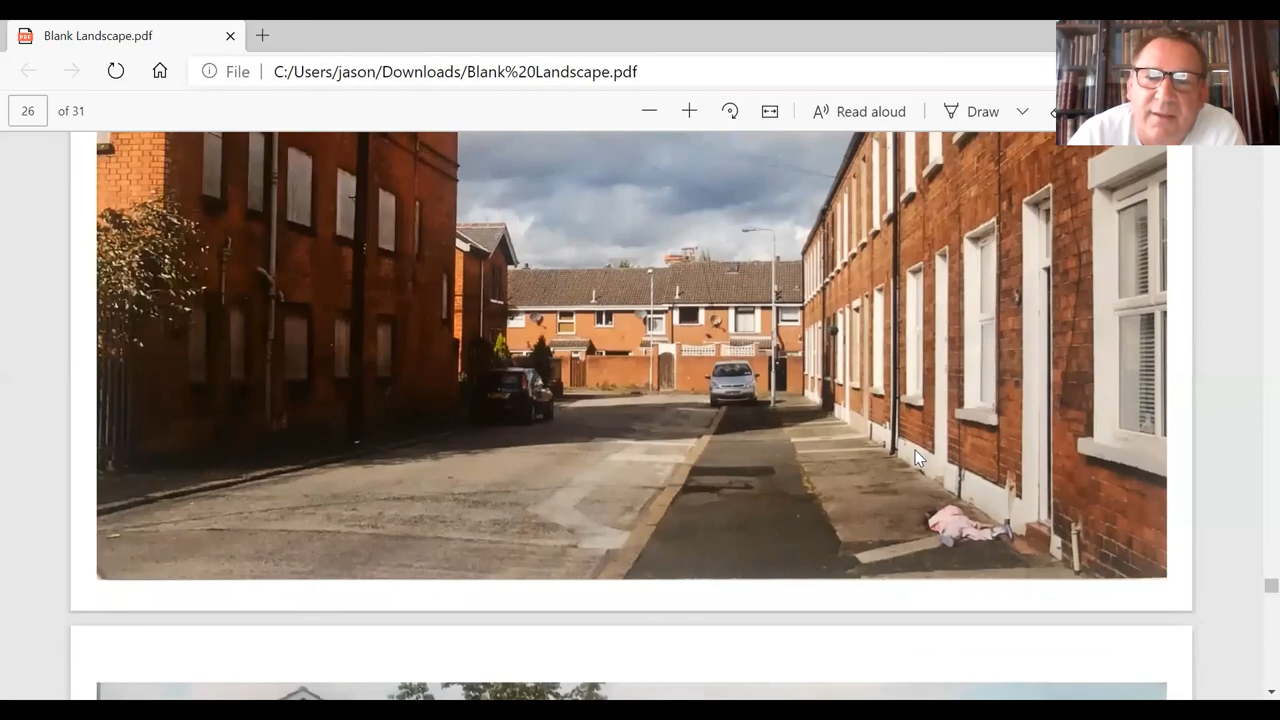 Blank Landscape.pdf
File
C:/Users/jason/Downloads/Blank%20Landscape.pdf
26 of 31
Read aloud
Draw